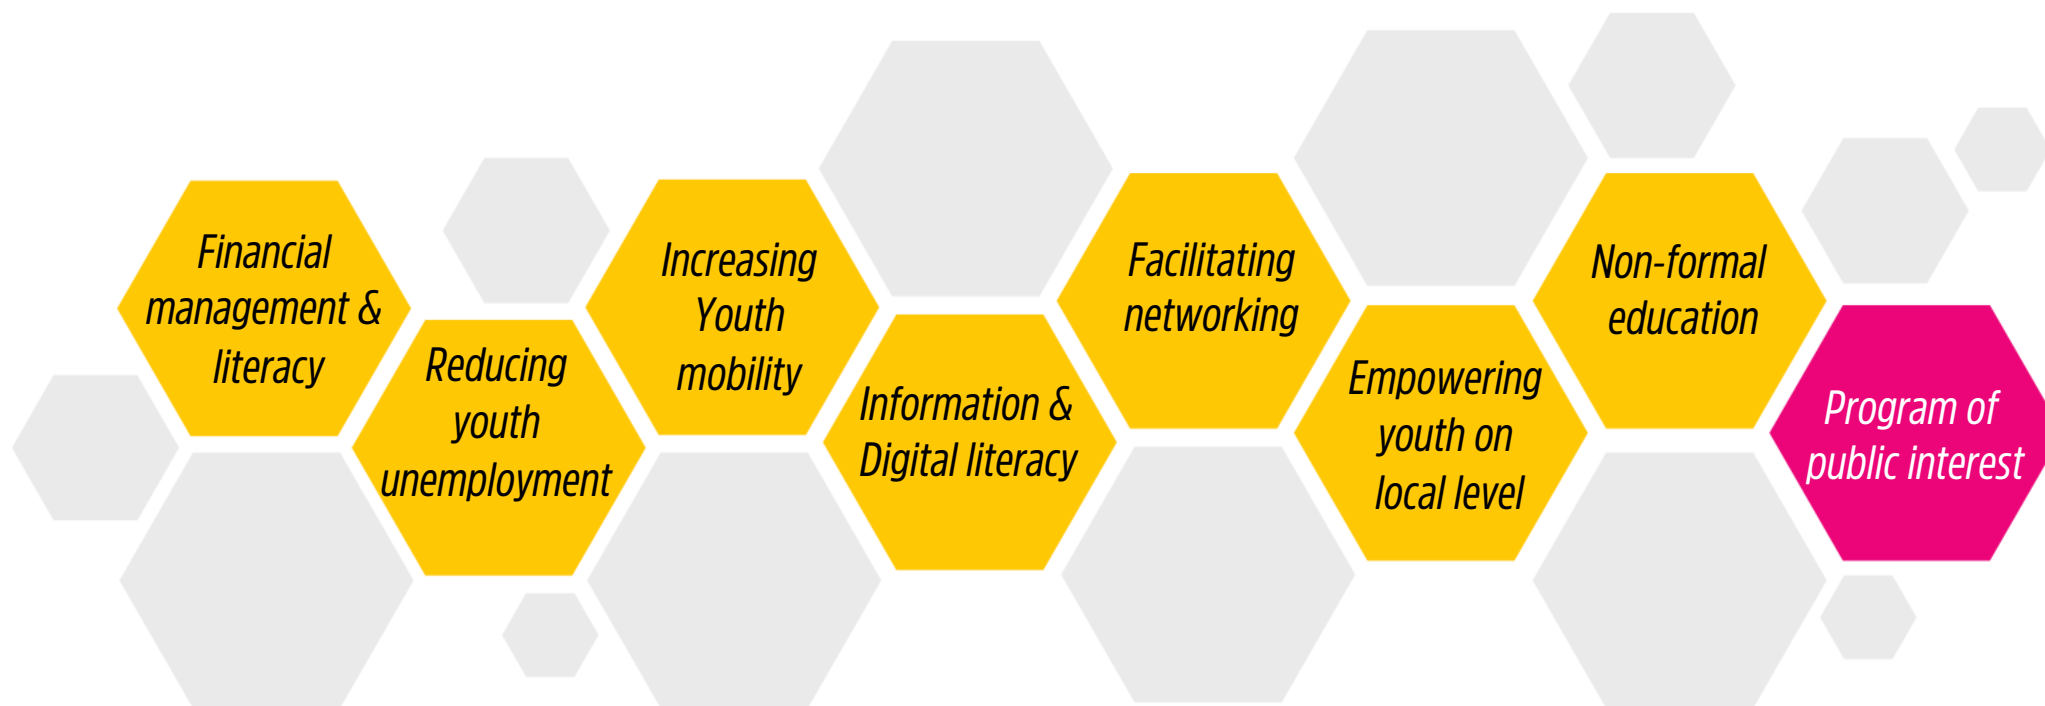 Financial
management &
literacy
Reducing
youth
unemployment
Increasing
Youth
mobility
Information &
Digital literacy
Facilitating
networking
Empowering
youth on
local level
Non-formal
education
Program of
public interest